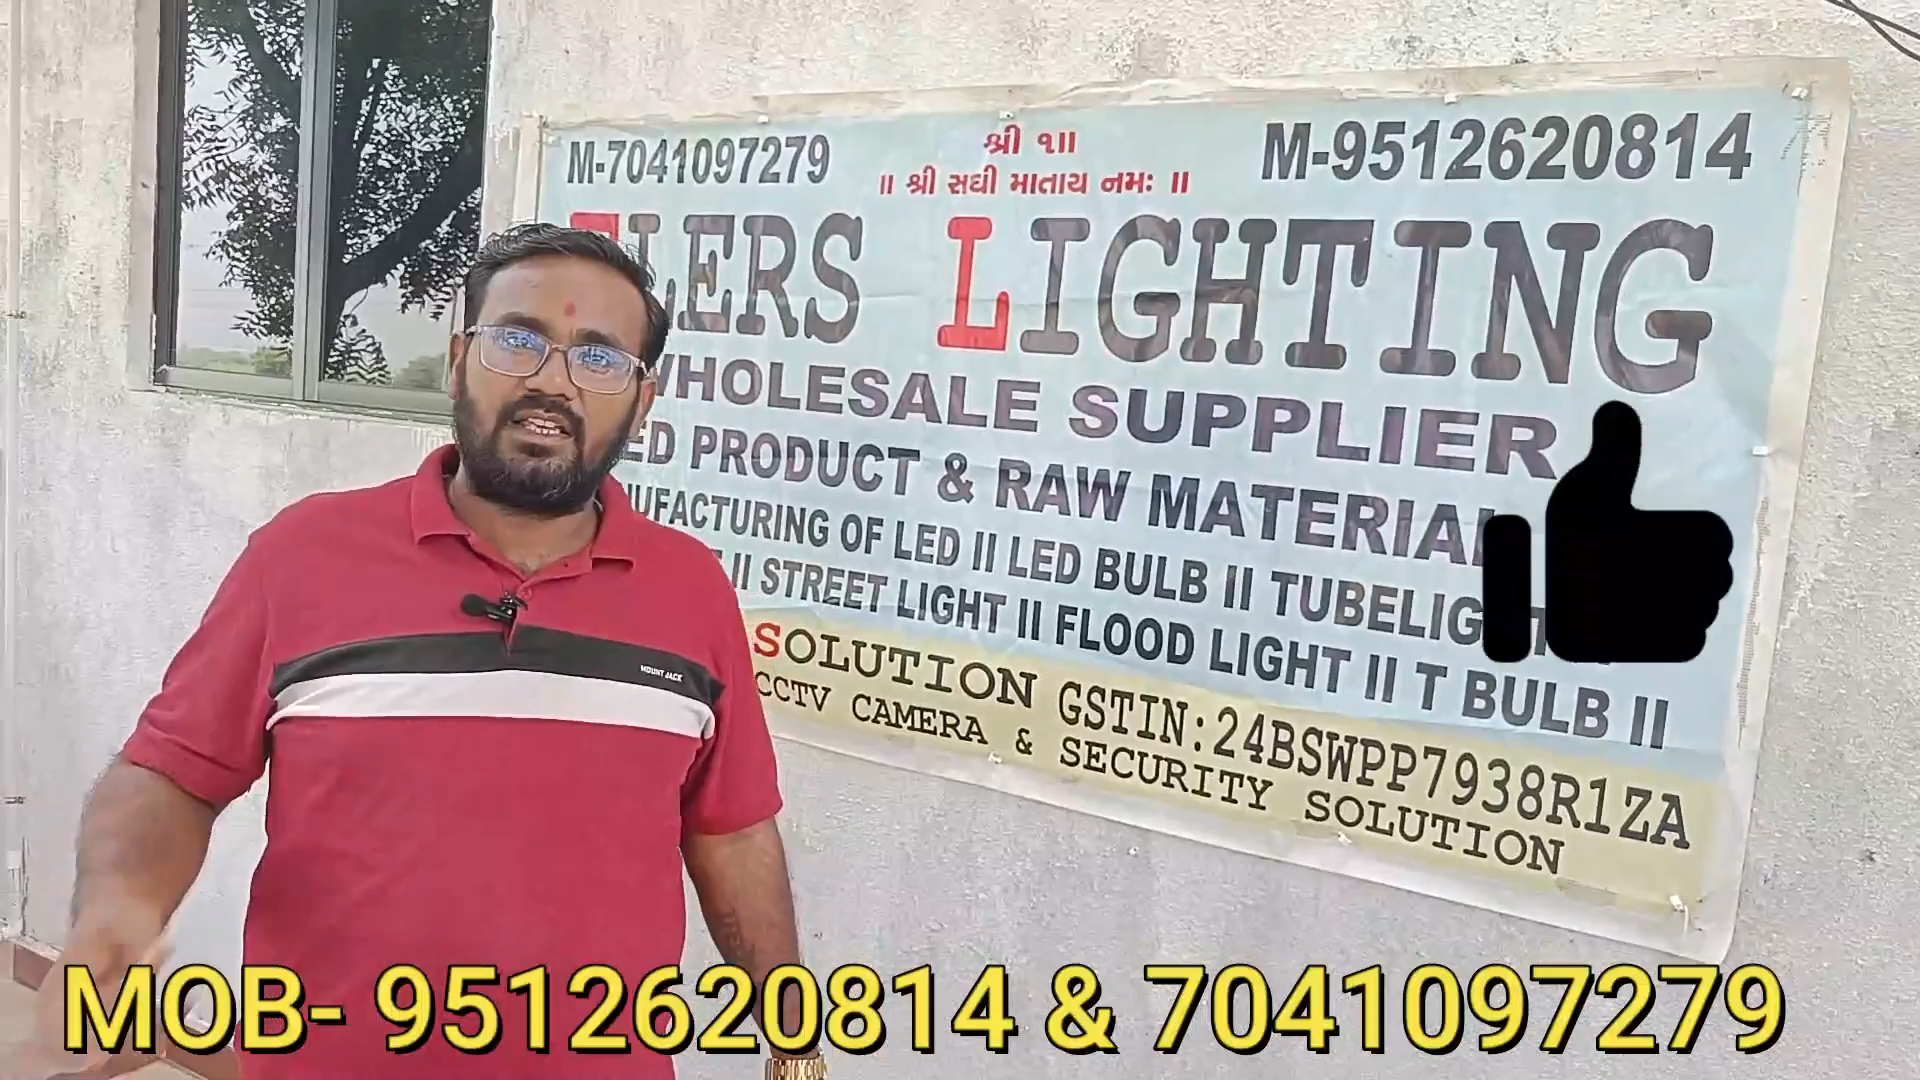 M-7041097279
શ્રી ૧॥
M-9512620814
॥ શ્રી સધી માતાય નમઃ ॥
LERS LIGHTING
WHOLESALE SUPPLIER
PRODUCT & RAW MATERIAL
OF LED II LED BULB II
II STREET LIGHT II FLOOD LIGHT II T BULB II
SOLUTION GSTIN:24BSWPP7938R1ZA
CCTV CAMERA & SECURITY SOLUTION
MOUNT JACK
MOB- 9512620814 & 7041097279